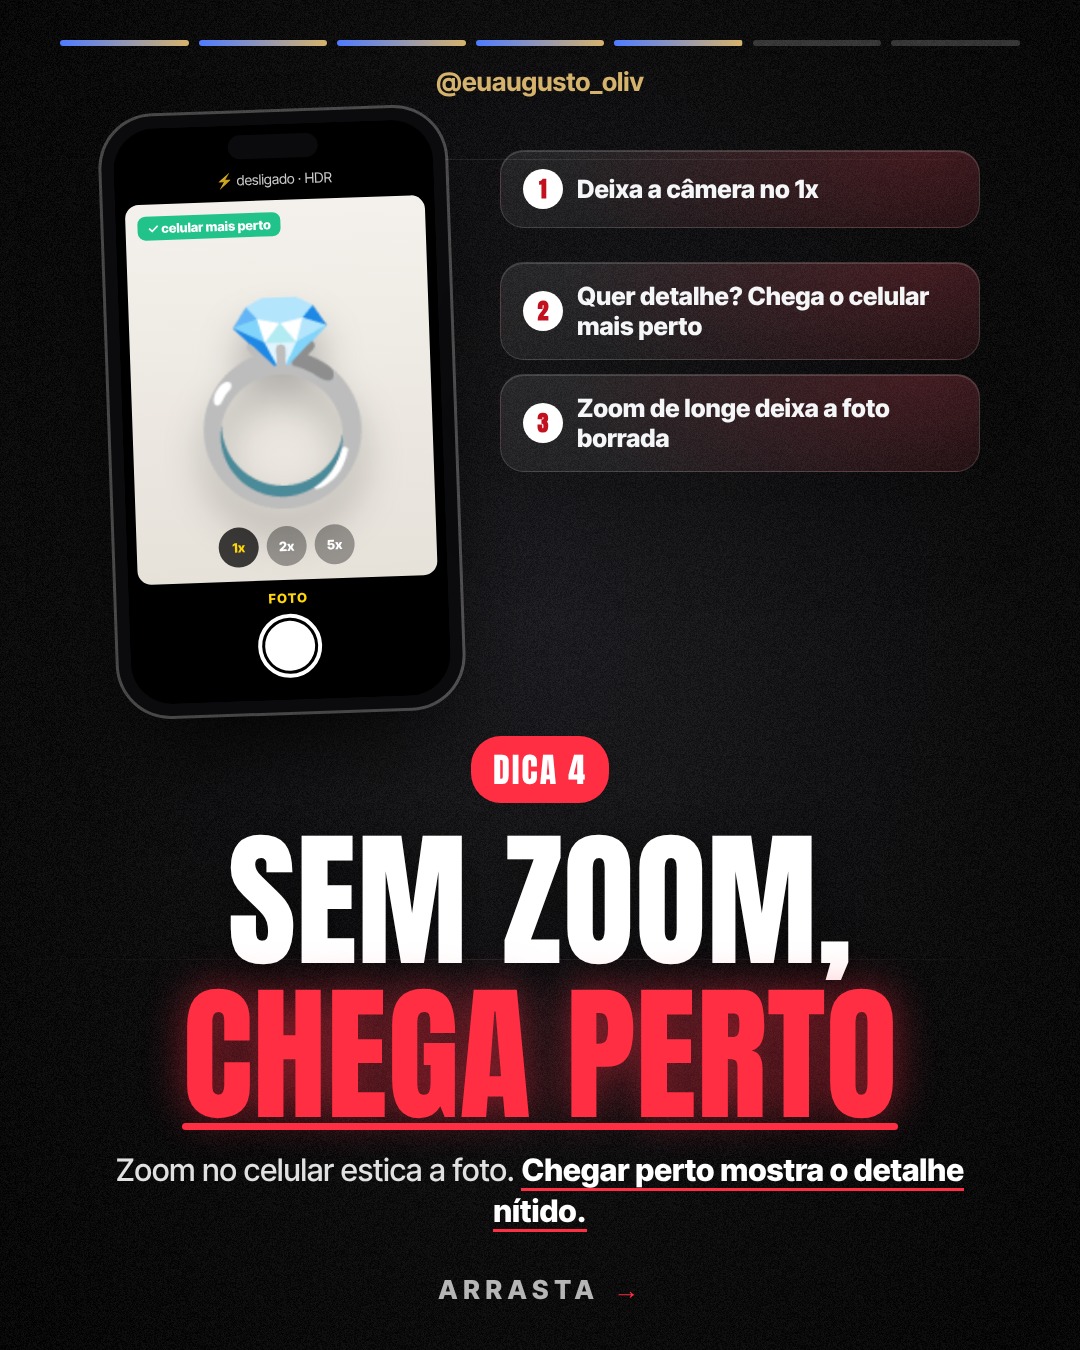 @euaugusto_oliv
⚡ desligado · HDR
✓ celular mais perto
1x 2x 5x
FOTO
1 Deixa a câmera no 1x
2 Quer detalhe? Chega o celular
mais perto
3 Zoom de longe deixa a foto
borrada
DICA 4
SEM ZOOM,
CHEGA PERTO
Zoom no celular estica a foto. Chegar perto mostra o detalhe
nítido.
ARRASTA →